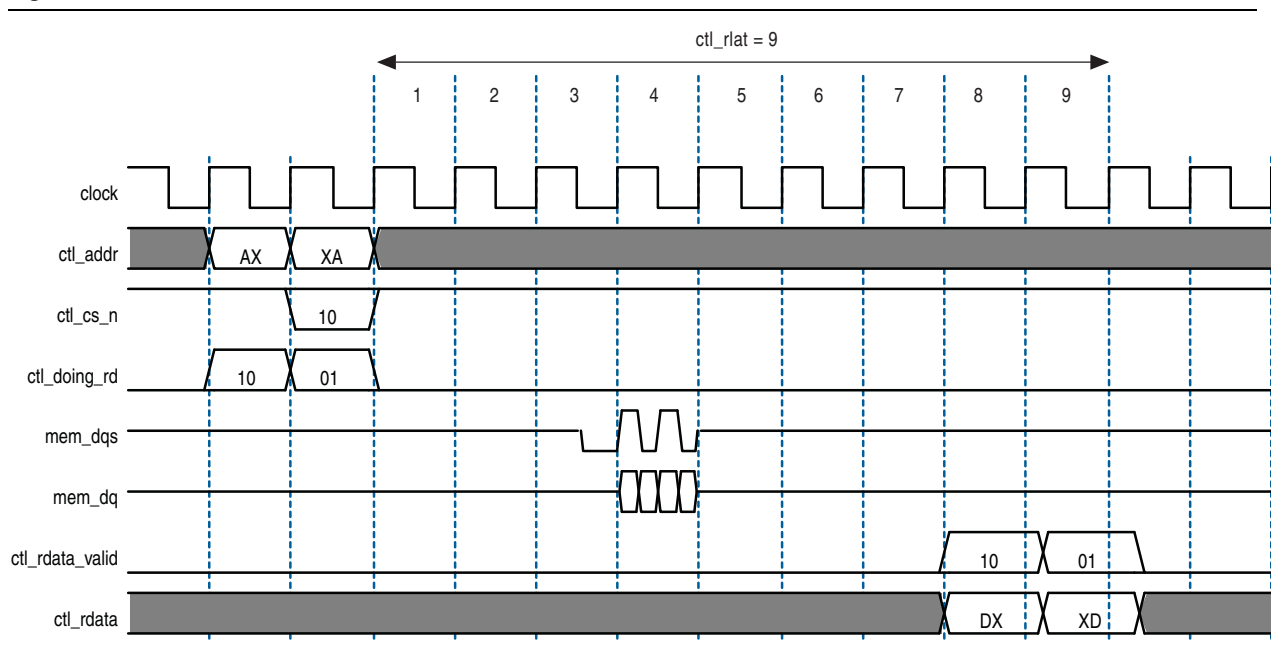 ctl_rlat = 9
1 2 3 4 5 6 7 8 9
clock
ctl_addr AX XA
ctl_cs_n 10
ctl_doing_rd 10 01
mem_dqs
mem_dq
ctl_rdata_valid 10 01
ctl_rdata DX XD